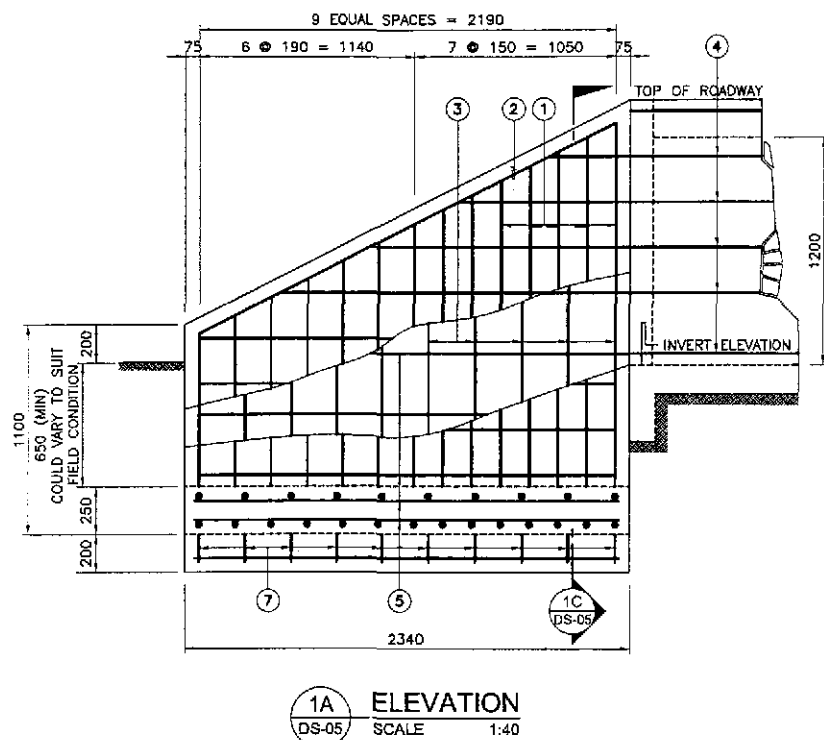 9 EQUAL SPACES = 2190
75 6 @ 190 = 1140 7 @ 150 = 1050 75
4
TOP OF ROADWAY
3 2 1
1200
INVERT ELEVATION
200
1100
650 (MIN)
COULD VARY TO SUIT
FIELD CONDITION
250
200
7 5
1C
DS-05
2340
1A ELEVATION
DS-05 SCALE 1:40